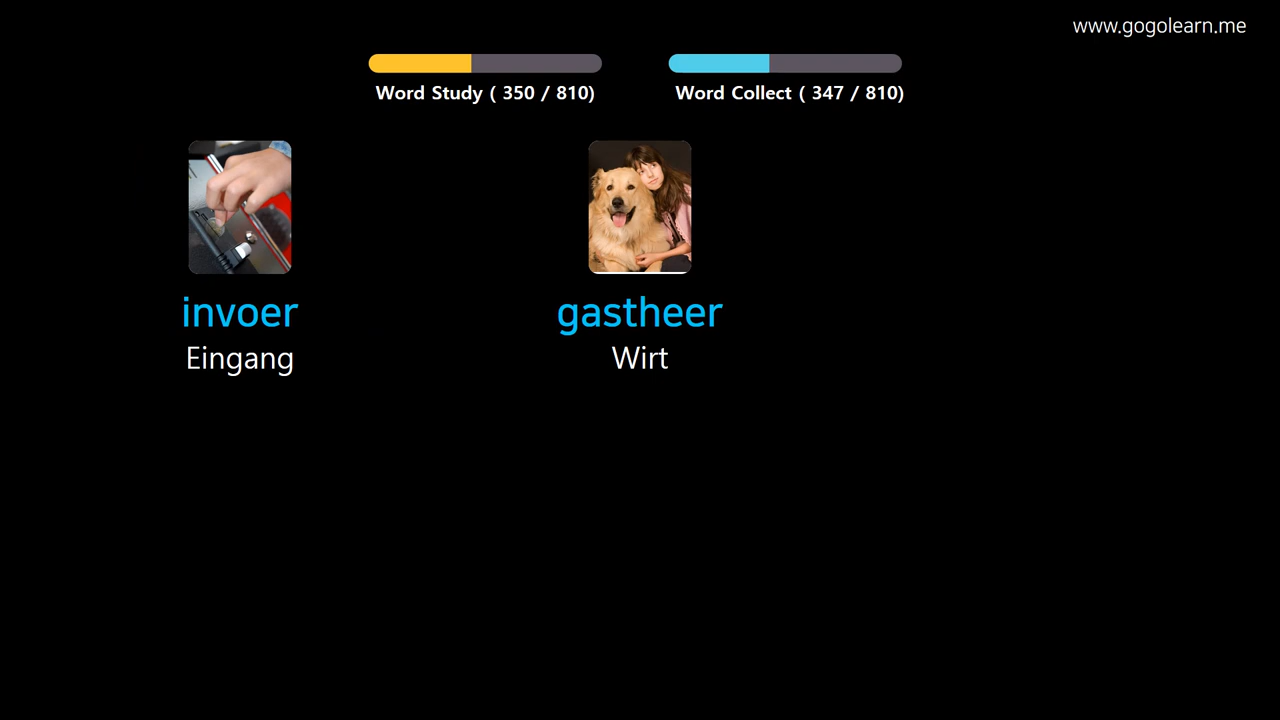 www.gogolearn.me
Word Study ( 350 / 810)
Word Collect ( 347 / 810)
invoer
Eingang
gastheer
Wirt